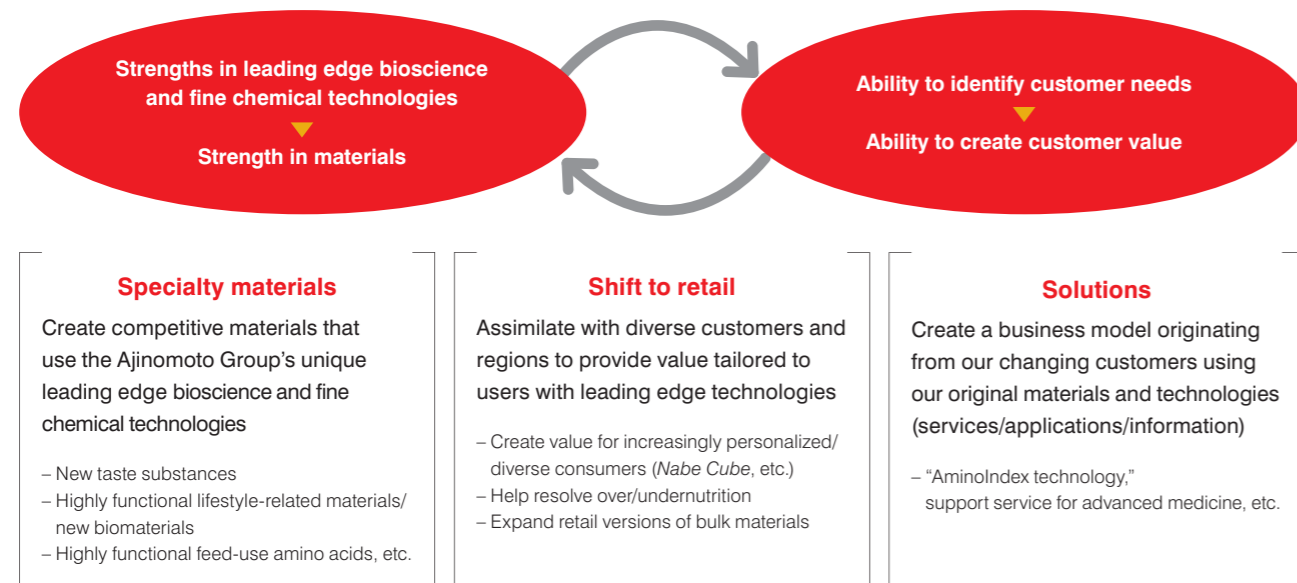 Strengths in leading edge bioscience
and fine chemical technologies
Strength in materials
Ability to identify customer needs
Ability to create customer value
Specialty materials
Create competitive materials that
use the Ajinomoto Group's unique
leading edge bioscience and fine
chemical technologies
– New taste substances
– Highly functional lifestyle-related materials/
new biomaterials
– Highly functional feed-use amino acids, etc.
Shift to retail
Assimilate with diverse customers and
regions to provide value tailored to
users with leading edge technologies
– Create value for increasingly personalized/
diverse consumers (Nabe Cube, etc.)
– Help resolve over/undernutrition
– Expand retail versions of bulk materials
Solutions
Create a business model originating
from our changing customers using
our original materials and technologies
(services/applications/information)
– “AminoIndex technology,”
support service for advanced medicine, etc.